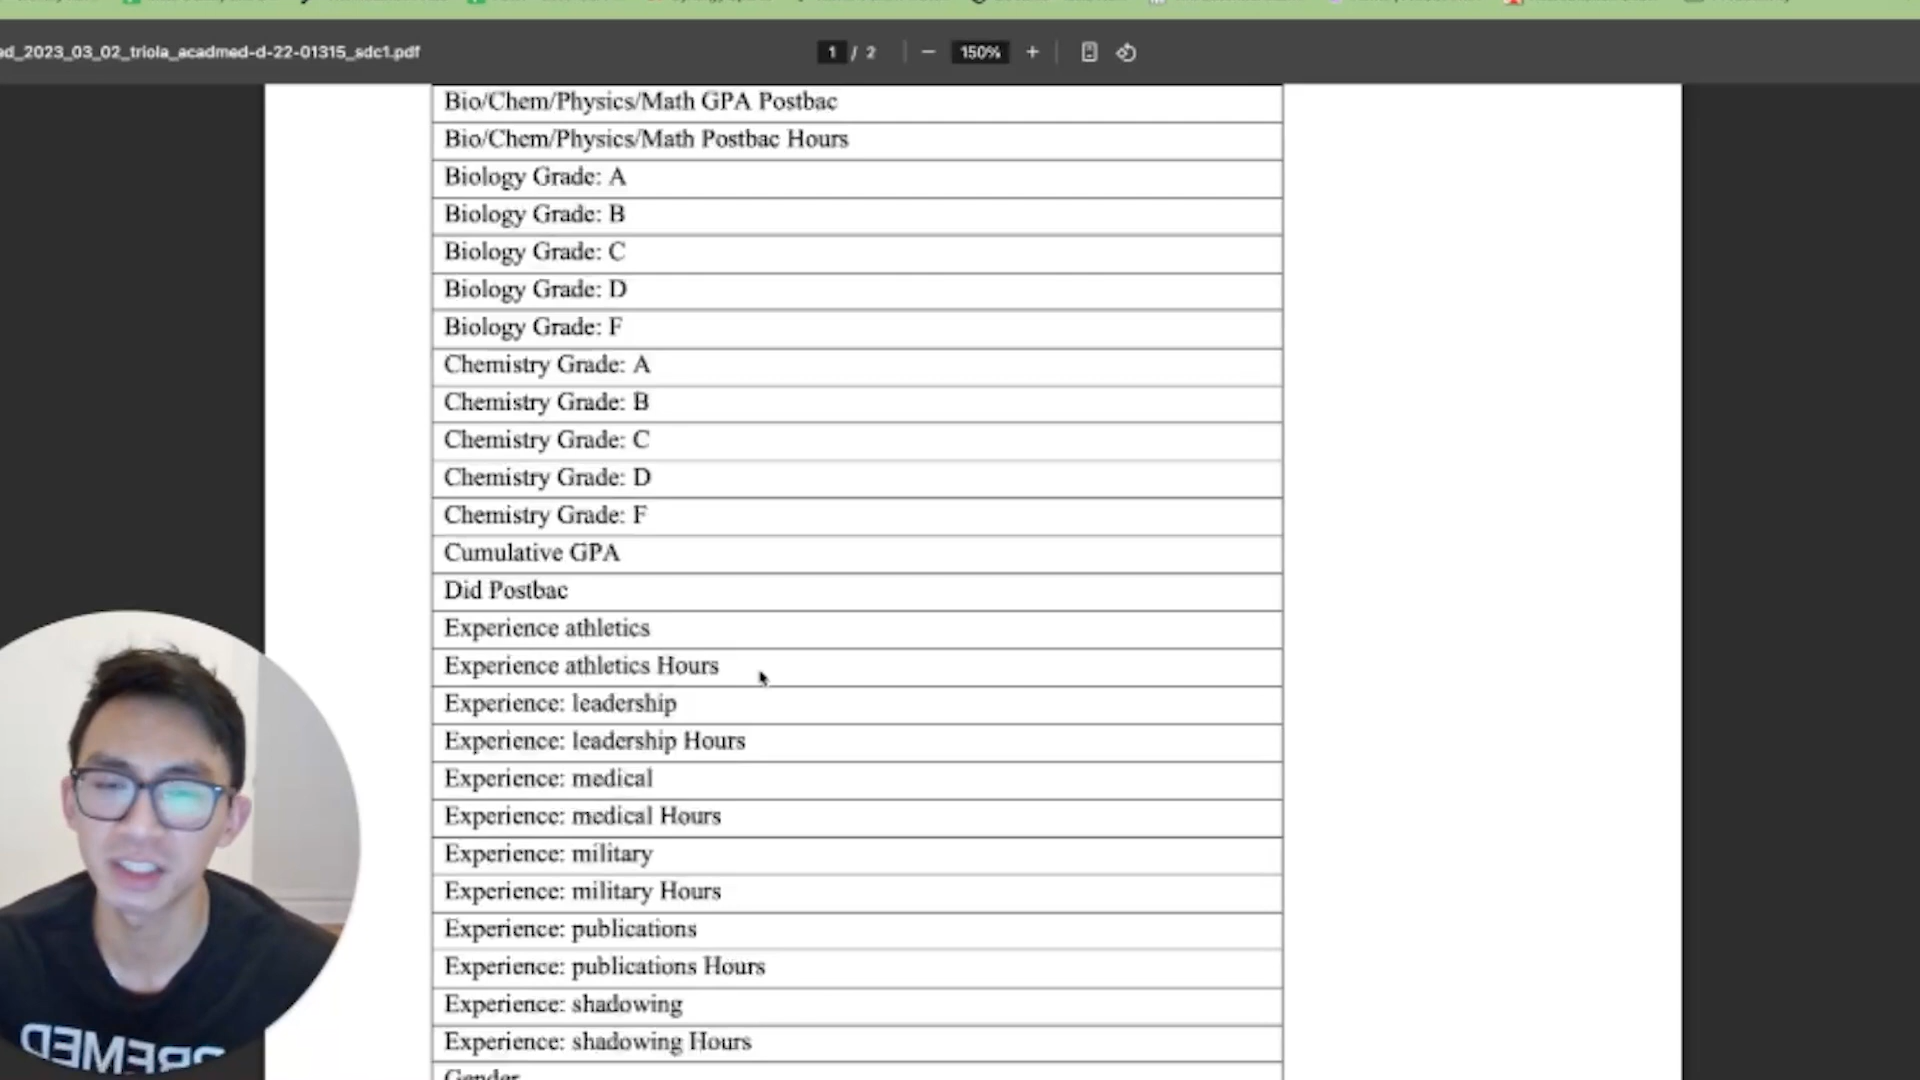 ed_2023_03_02_triola_acadmed-d-22-01315_sdc1.pdf
1 / 2
150%
Bio/Chem/Physics/Math GPA Postbac
Bio/Chem/Physics/Math Postbac Hours
Biology Grade: A
Biology Grade: B
Biology Grade: C
Biology Grade: D
Biology Grade: F
Chemistry Grade: A
Chemistry Grade: B
Chemistry Grade: C
Chemistry Grade: D
Chemistry Grade: F
Cumulative GPA
Did Postbac
Experience athletics
Experience athletics Hours
Experience: leadership
Experience: leadership Hours
Experience: medical
Experience: medical Hours
Experience: military
Experience: military Hours
Experience: publications
Experience: publications Hours
Experience: shadowing
Experience: shadowing Hours
Gender
PREMED